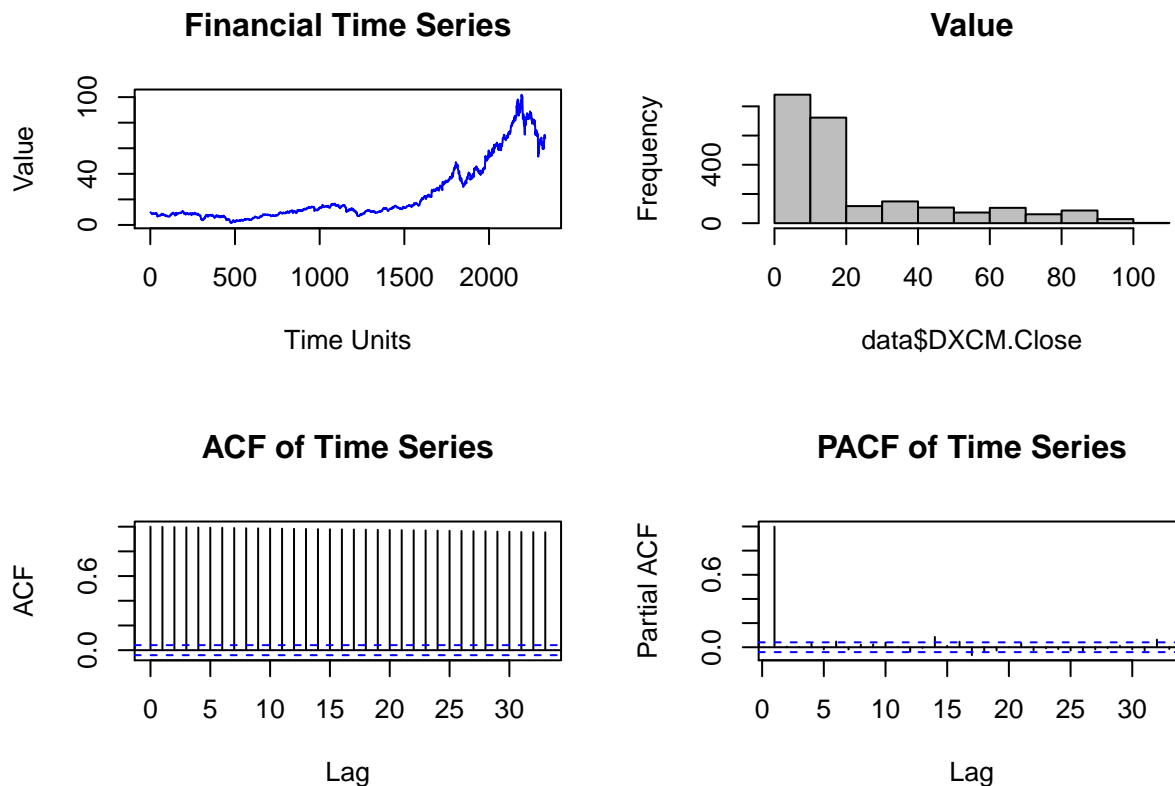 Financial Time Series
Value
0 40 100
0 500 1000 1500 2000
Time Units
Value
Frequency
0 400
0 20 40 60 80 100
data$DXCM.Close
ACF of Time Series
ACF
0.0 0.6
0 5 10 15 20 25 30
Lag
PACF of Time Series
Partial ACF
0.0 0.6
0 5 10 15 20 25 30
Lag